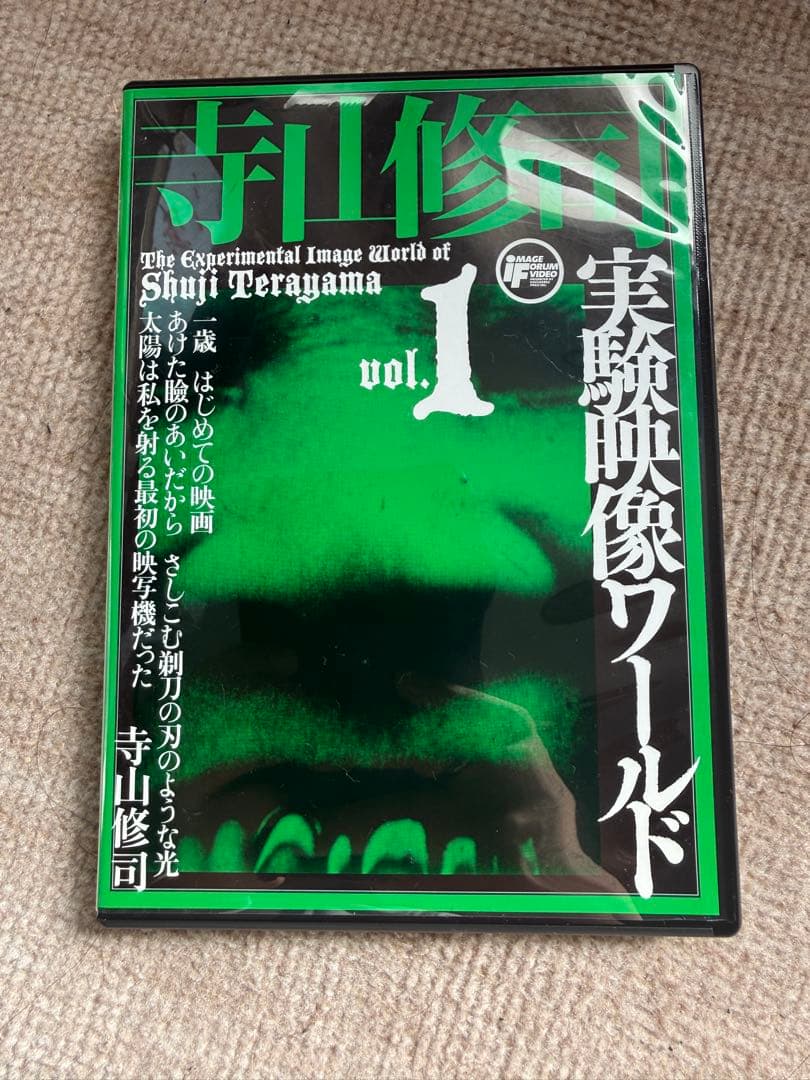 寺山修司
The Experimental Image World of
Shuji Terayama
IMAGE
FORUM
VIDEO
vol.1
実験映像ワールド
一歳 はじめての映画
あけた瞼のあいだから さしこむ剃刀の刃のような光
太陽は私を射る最初の映写機だった
寺山修司